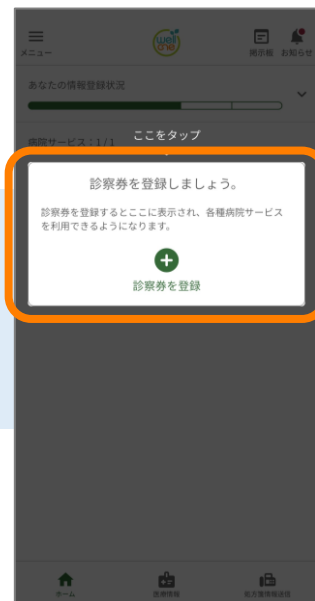 メニュー
well
one
掲示板
お知らせ
あなたの情報登録状況
病院サービス：1/1
ここをタップ
診察券を登録しましょう。
診察券を登録するとここに表示され、各種病院サービス
を利用できるようになります。
診察券を登録
ホーム
医療情報
処方箋情報送信